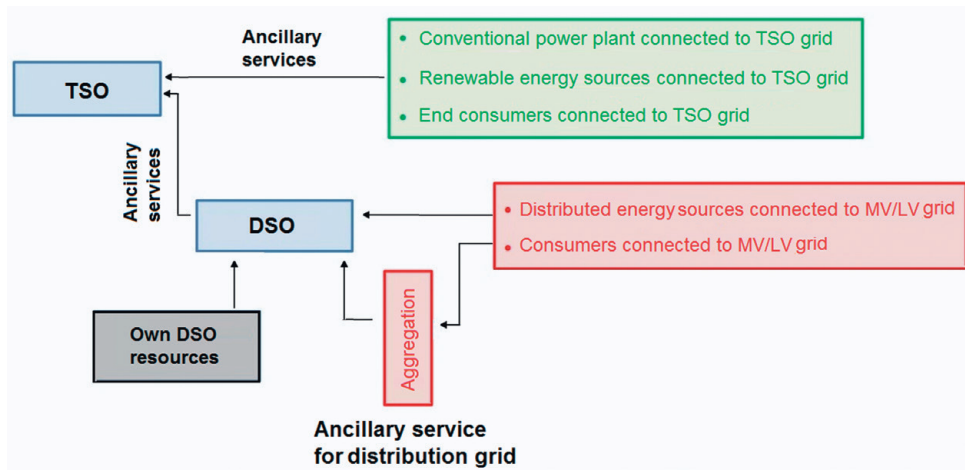 Ancillary
services
• Conventional power plant connected to TSO grid
• Renewable energy sources connected to TSO grid
• End consumers connected to TSO grid
TSO
Ancillary
services
DSO
• Distributed energy sources connected to MV/LV grid
• Consumers connected to MV/LV grid
Own DSO
resources
Aggregation
Ancillary service
for distribution grid